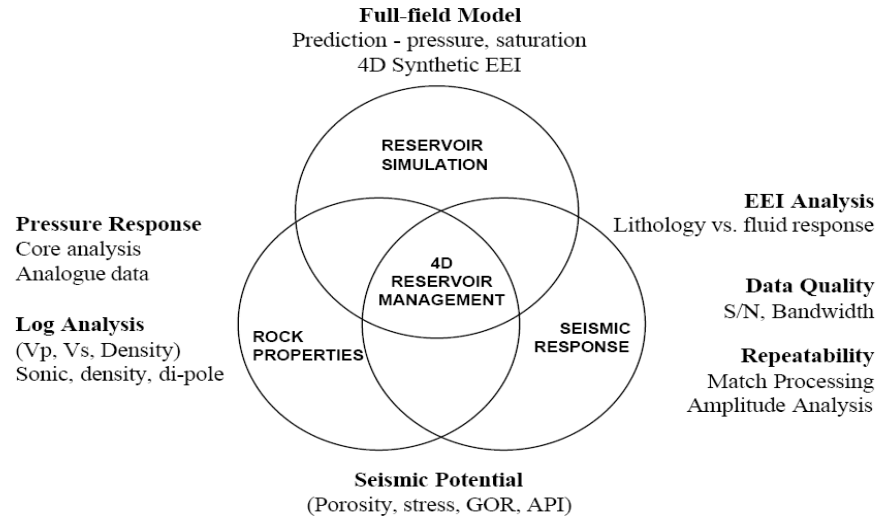 Full-field Model
Prediction - pressure, saturation
4D Synthetic EEI
RESERVOIR
SIMULATION
Pressure Response
Core analysis
Analogue data
Log Analysis
(Vp, Vs, Density)
Sonic, density, di-pole
4D
RESERVOIR
MANAGEMENT
ROCK
PROPERTIES
SEISMIC
RESPONSE
EEI Analysis
Lithology vs. fluid response
Data Quality
S/N, Bandwidth
Repeatability
Match Processing
Amplitude Analysis
Seismic Potential
(Porosity, stress, GOR, API)